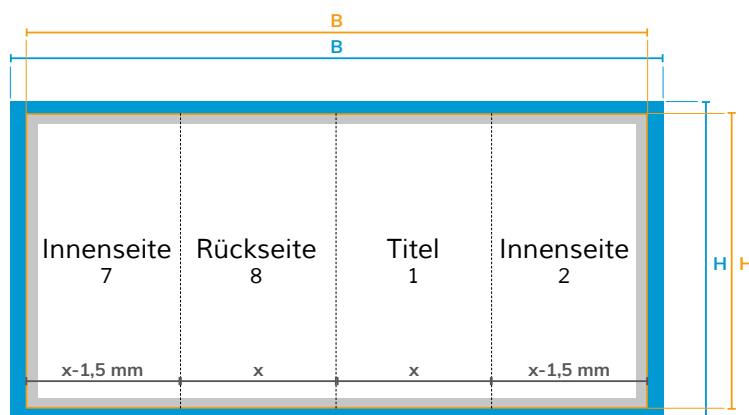 B
B
Innenseite
7
Rückseite
8
Titel
1
Innenseite
2
H
H
x-1,5 mm
x
x
x-1,5 mm